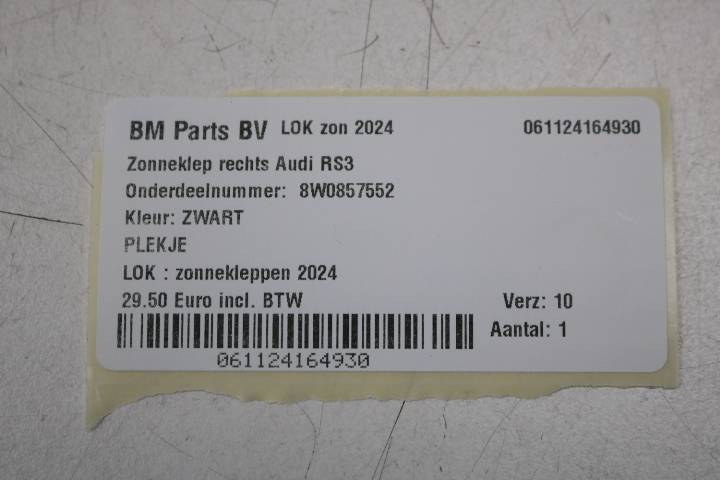 BM Parts BV LOK zon 2024 061124164930
Zonneklep rechts Audi RS3
Onderdeelnummer: 8W0857552
Kleur: ZWART
PLEKJE
LOK : zonnekleppen 2024
29.50 Euro incl. BTW Verz: 10
Aantal: 1
061124164930